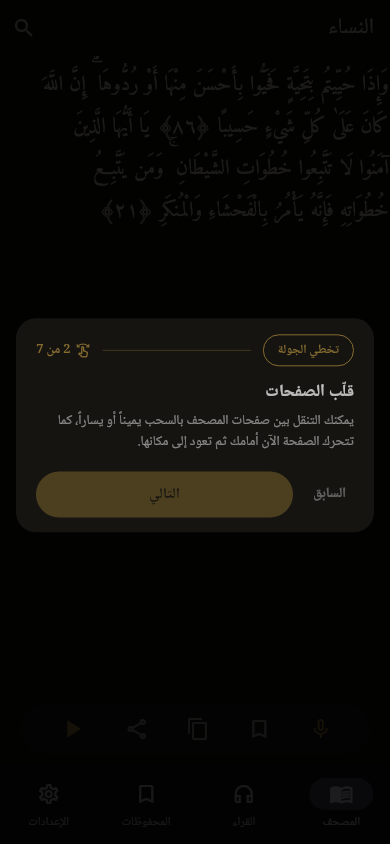 النساء
وَإِذَا حُيِّيتُم بِتَحِيَّةٍ فَحَيُّوا بِأَحْسَنَ مِنْهَا أَوْ رُدُّوهَا ۗ إِنَّ اللَّهَ
كَانَ عَلَىٰ كُلِّ شَيْءٍ حَسِيبًا ﴿٨٦﴾ يَا أَيُّهَا الَّذِينَ
آمَنُوا لَا تَتَّبِعُوا خُطُوَاتِ الشَّيْطَانِ ۚ وَمَن يَتَّبِعْ
خُطُوَاتِهِ فَإِنَّهُ يَأْمُرُ بِالْفَحْشَاءِ وَالْمُنكَرِ ﴿٢١﴾
تخطي الجولة
2 من 7
قلّب الصفحات
يمكنك التنقل بين صفحات المصحف بالسحب يميناً أو يساراً، كما
تتحرك الصفحة الآن أمامك ثم تعود إلى مكانها.
السابق
التالي
المصحف
القراء
المحفوظات
الإعدادات